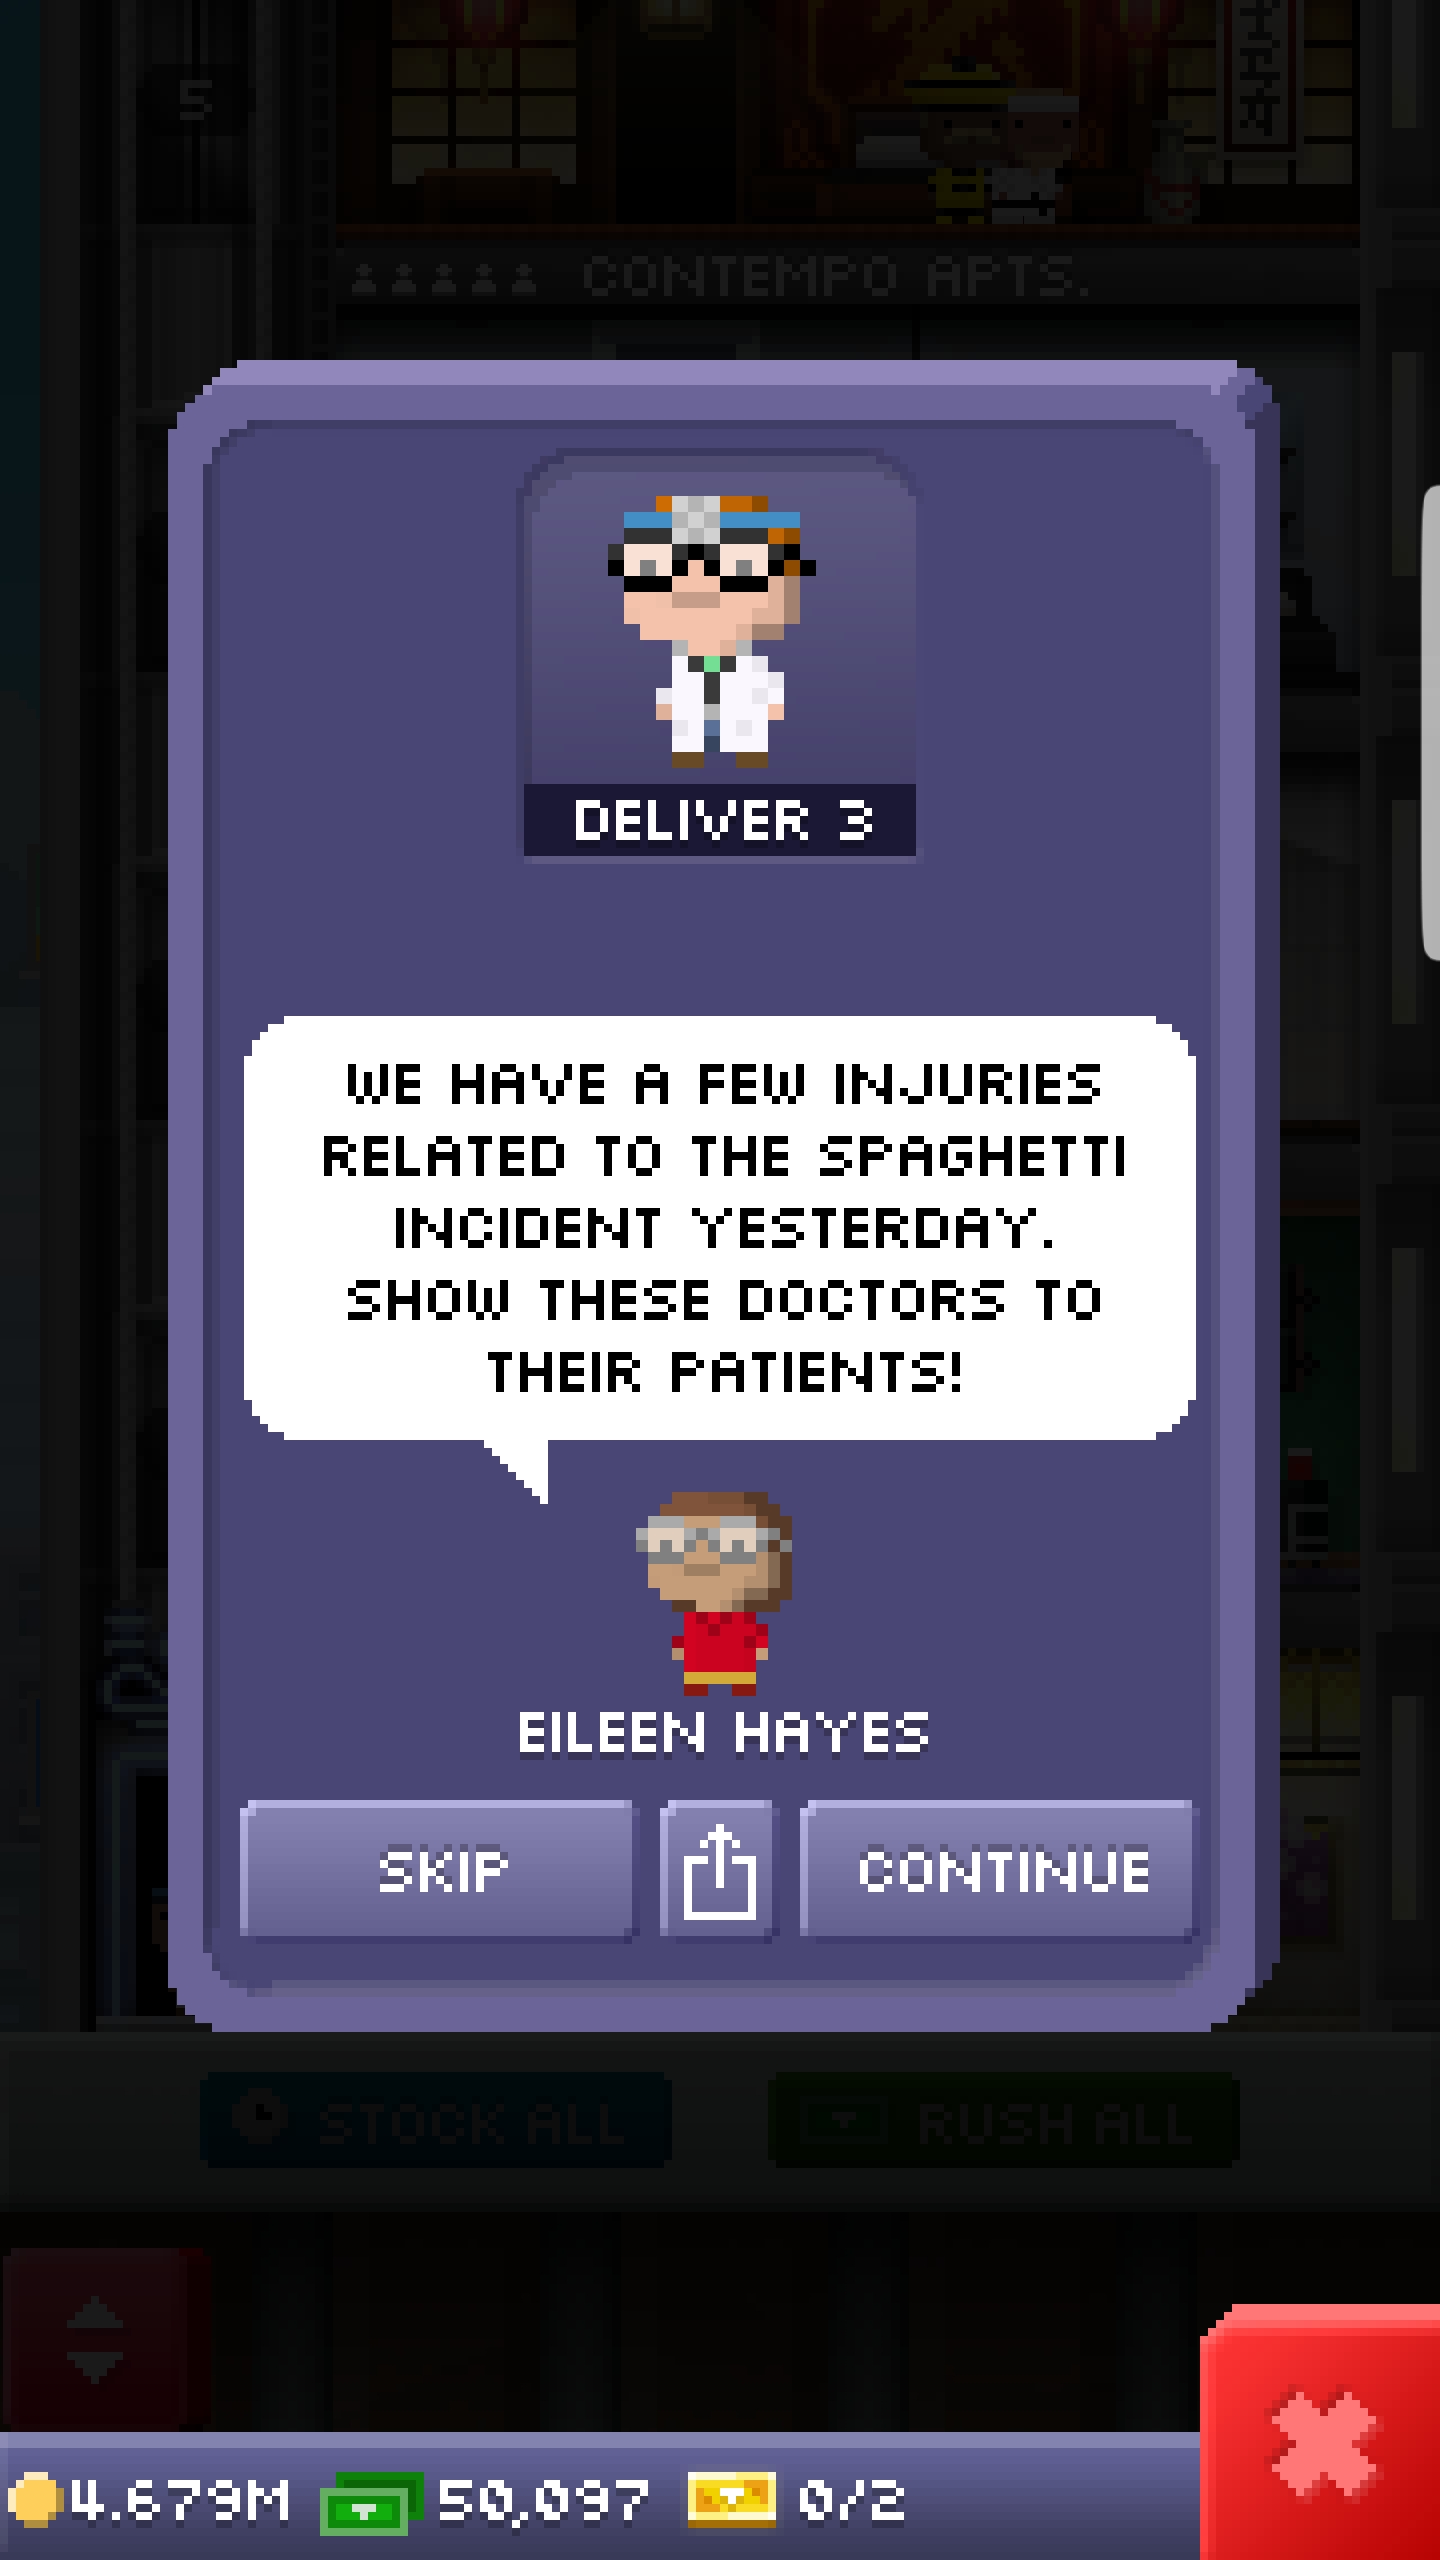 5
CONTEMPO APTS.
DELIVER 3
WE HAVE A FEW INJURIES
RELATED TO THE SPAGHETTI
INCIDENT YESTERDAY.
SHOW THESE DOCTORS TO
THEIR PATIENTS!
EILEEN HAYES
SKIP
CONTINUE
STOCK ALL
RUSH ALL
4.679M
50,097
0/2